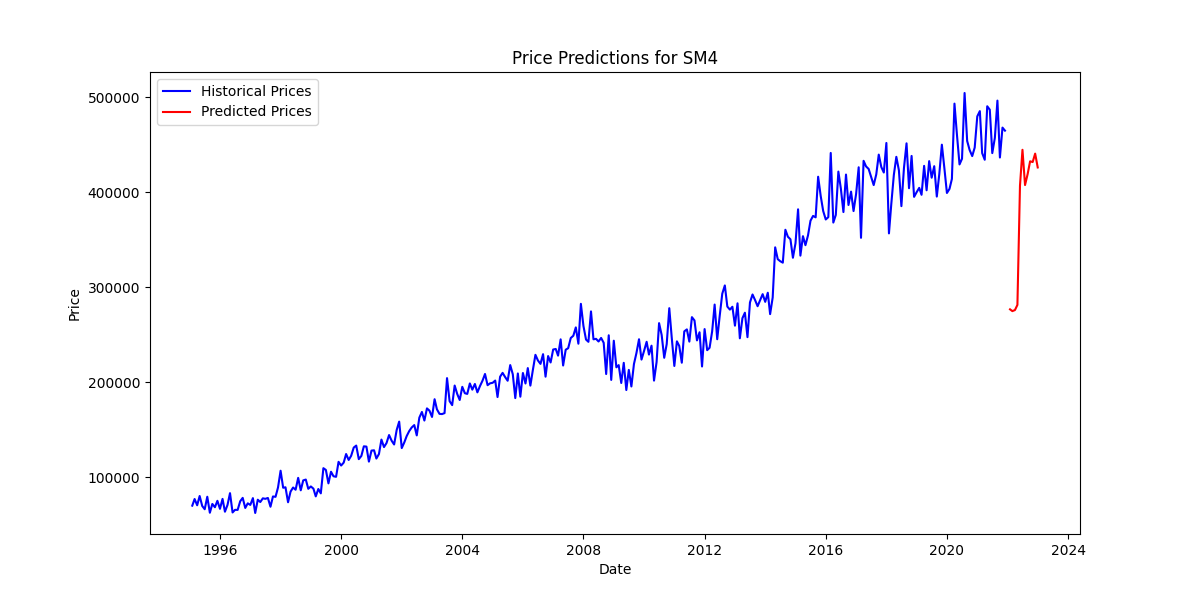 Price Predictions for SM4
Historical Prices
Predicted Prices
500000
400000
300000
200000
100000
Price
1996 2000 2004 2008 2012 2016 2020 2024
Date